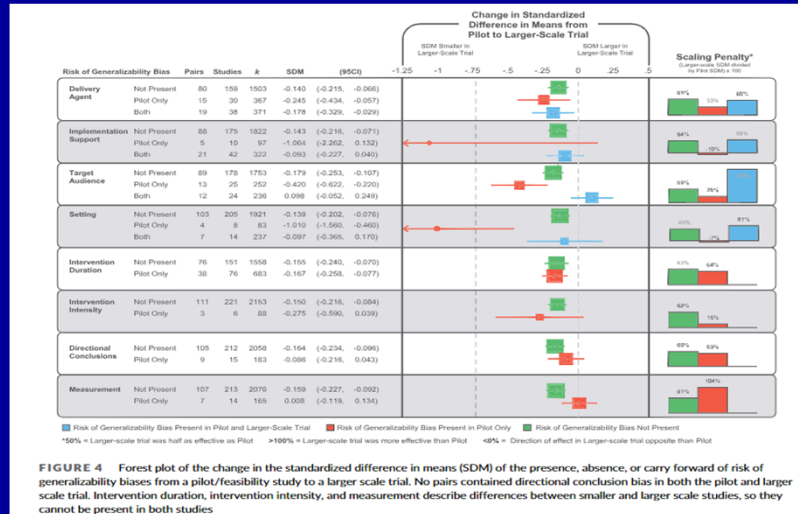 Change in Standardized
Difference in Means from
Pilot to Larger-Scale Trial
SDM Smaller in
Larger-Scale Trial
SDM Larger in
Larger-Scale Trial
Scaling Penalty*
(Larger-scale SDM divided
by Pilot SDM) x 100
Risk of Generalizability Bias Pairs Studies k SDM (95CI) -1.25 -1 -.75 -.5 -.25 0 .25 .5
Delivery Agent Not Present 80 159 1503 -0.140 (-0.215, -0.066)
Pilot Only 15 30 367 -0.245 (-0.434, -0.057)
Both 19 38 371 -0.178 (-0.329, -0.029)
Implementation Support Not Present 88 175 1822 -0.143 (-0.216, -0.071)
Pilot Only 5 10 97 -1.064 (-2.262, 0.132)
Both 21 42 322 -0.093 (-0.227, 0.040)
Target Audience Not Present 89 178 1753 -0.179 (-0.253, -0.107)
Pilot Only 13 25 252 -0.420 (-0.622, -0.220)
Both 12 24 236 0.098 (-0.052, 0.249)
Setting Not Present 103 205 1921 -0.139 (-0.202, -0.076)
Pilot Only 4 8 83 -1.010 (-1.560, -0.460)
Both 7 14 237 -0.097 (-0.365, 0.170)
81%
Intervention Duration Not Present 76 151 1558 -0.155 (-0.240, -0.070)
Pilot Only 38 76 683 -0.167 (-0.258, -0.077)
64%
Intervention Intensity Not Present 111 221 2153 -0.150 (-0.216, -0.084)
Pilot Only 3 6 88 -0.275 (-0.590, 0.039)
15%
Directional Conclusions Not Present 105 212 2058 -0.164 (-0.234, -0.096)
Pilot Only 9 15 183 -0.086 (-0.216, 0.043)
Measurement Not Present 107 213 2076 -0.159 (-0.227, -0.092)
Pilot Only 7 14 165 0.008 (-0.119, 0.134)
61% 104%
Risk of Generalizability Bias Present in Pilot and Larger-Scale Trial Risk of Generalizability Bias Present in Pilot Only Risk of Generalizability Bias Not Present
*50% = Larger-scale trial was half as effective as Pilot >100% = Larger-scale trial was more effective than Pilot <0% = Direction of effect in Larger-scale trial opposite than Pilot
FIGURE 4 Forest plot of the change in the standardized difference in means (SDM) of the presence, absence, or carry forward of risk of
generalizability biases from a pilot/feasibility study to a larger scale trial. No pairs contained directional conclusion bias in both the pilot and larger
scale trial. Intervention duration, intervention intensity, and measurement describe differences between smaller and larger scale studies, so they
cannot be present in both studies